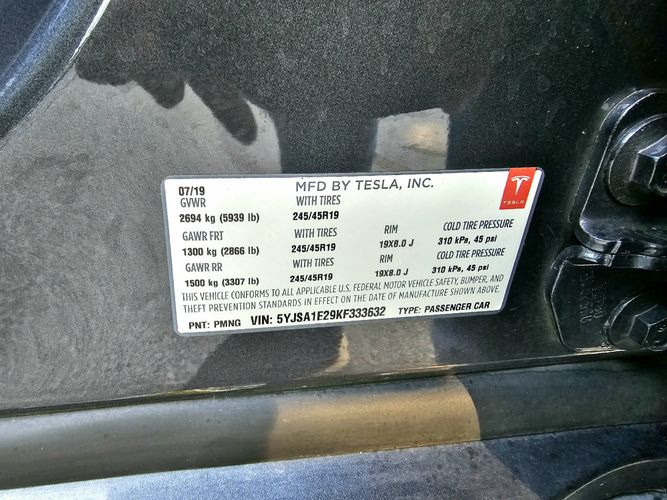 07/19 MFD BY TESLA, INC.
GVWR WITH TIRES TESLA
2694 kg (5939 lb) 245/45R19
GAWR FRT WITH TIRES RIM COLD TIRE PRESSURE
1300 kg (2866 lb) 245/45R19 19X8.0 J 310 kPa, 45 psi
GAWR RR WITH TIRES RIM COLD TIRE PRESSURE
1500 kg (3307 lb) 245/45R19 19X8.0 J 310 kPa, 45 psi
THIS VEHICLE CONFORMS TO ALL APPLICABLE U.S. FEDERAL MOTOR VEHICLE SAFETY, BUMPER, AND
THEFT PREVENTION STANDARDS IN EFFECT ON THE DATE OF MANUFACTURE SHOWN ABOVE.
PNT: PMNG VIN: 5YJSA1E29KF333632 TYPE: PASSENGER CAR